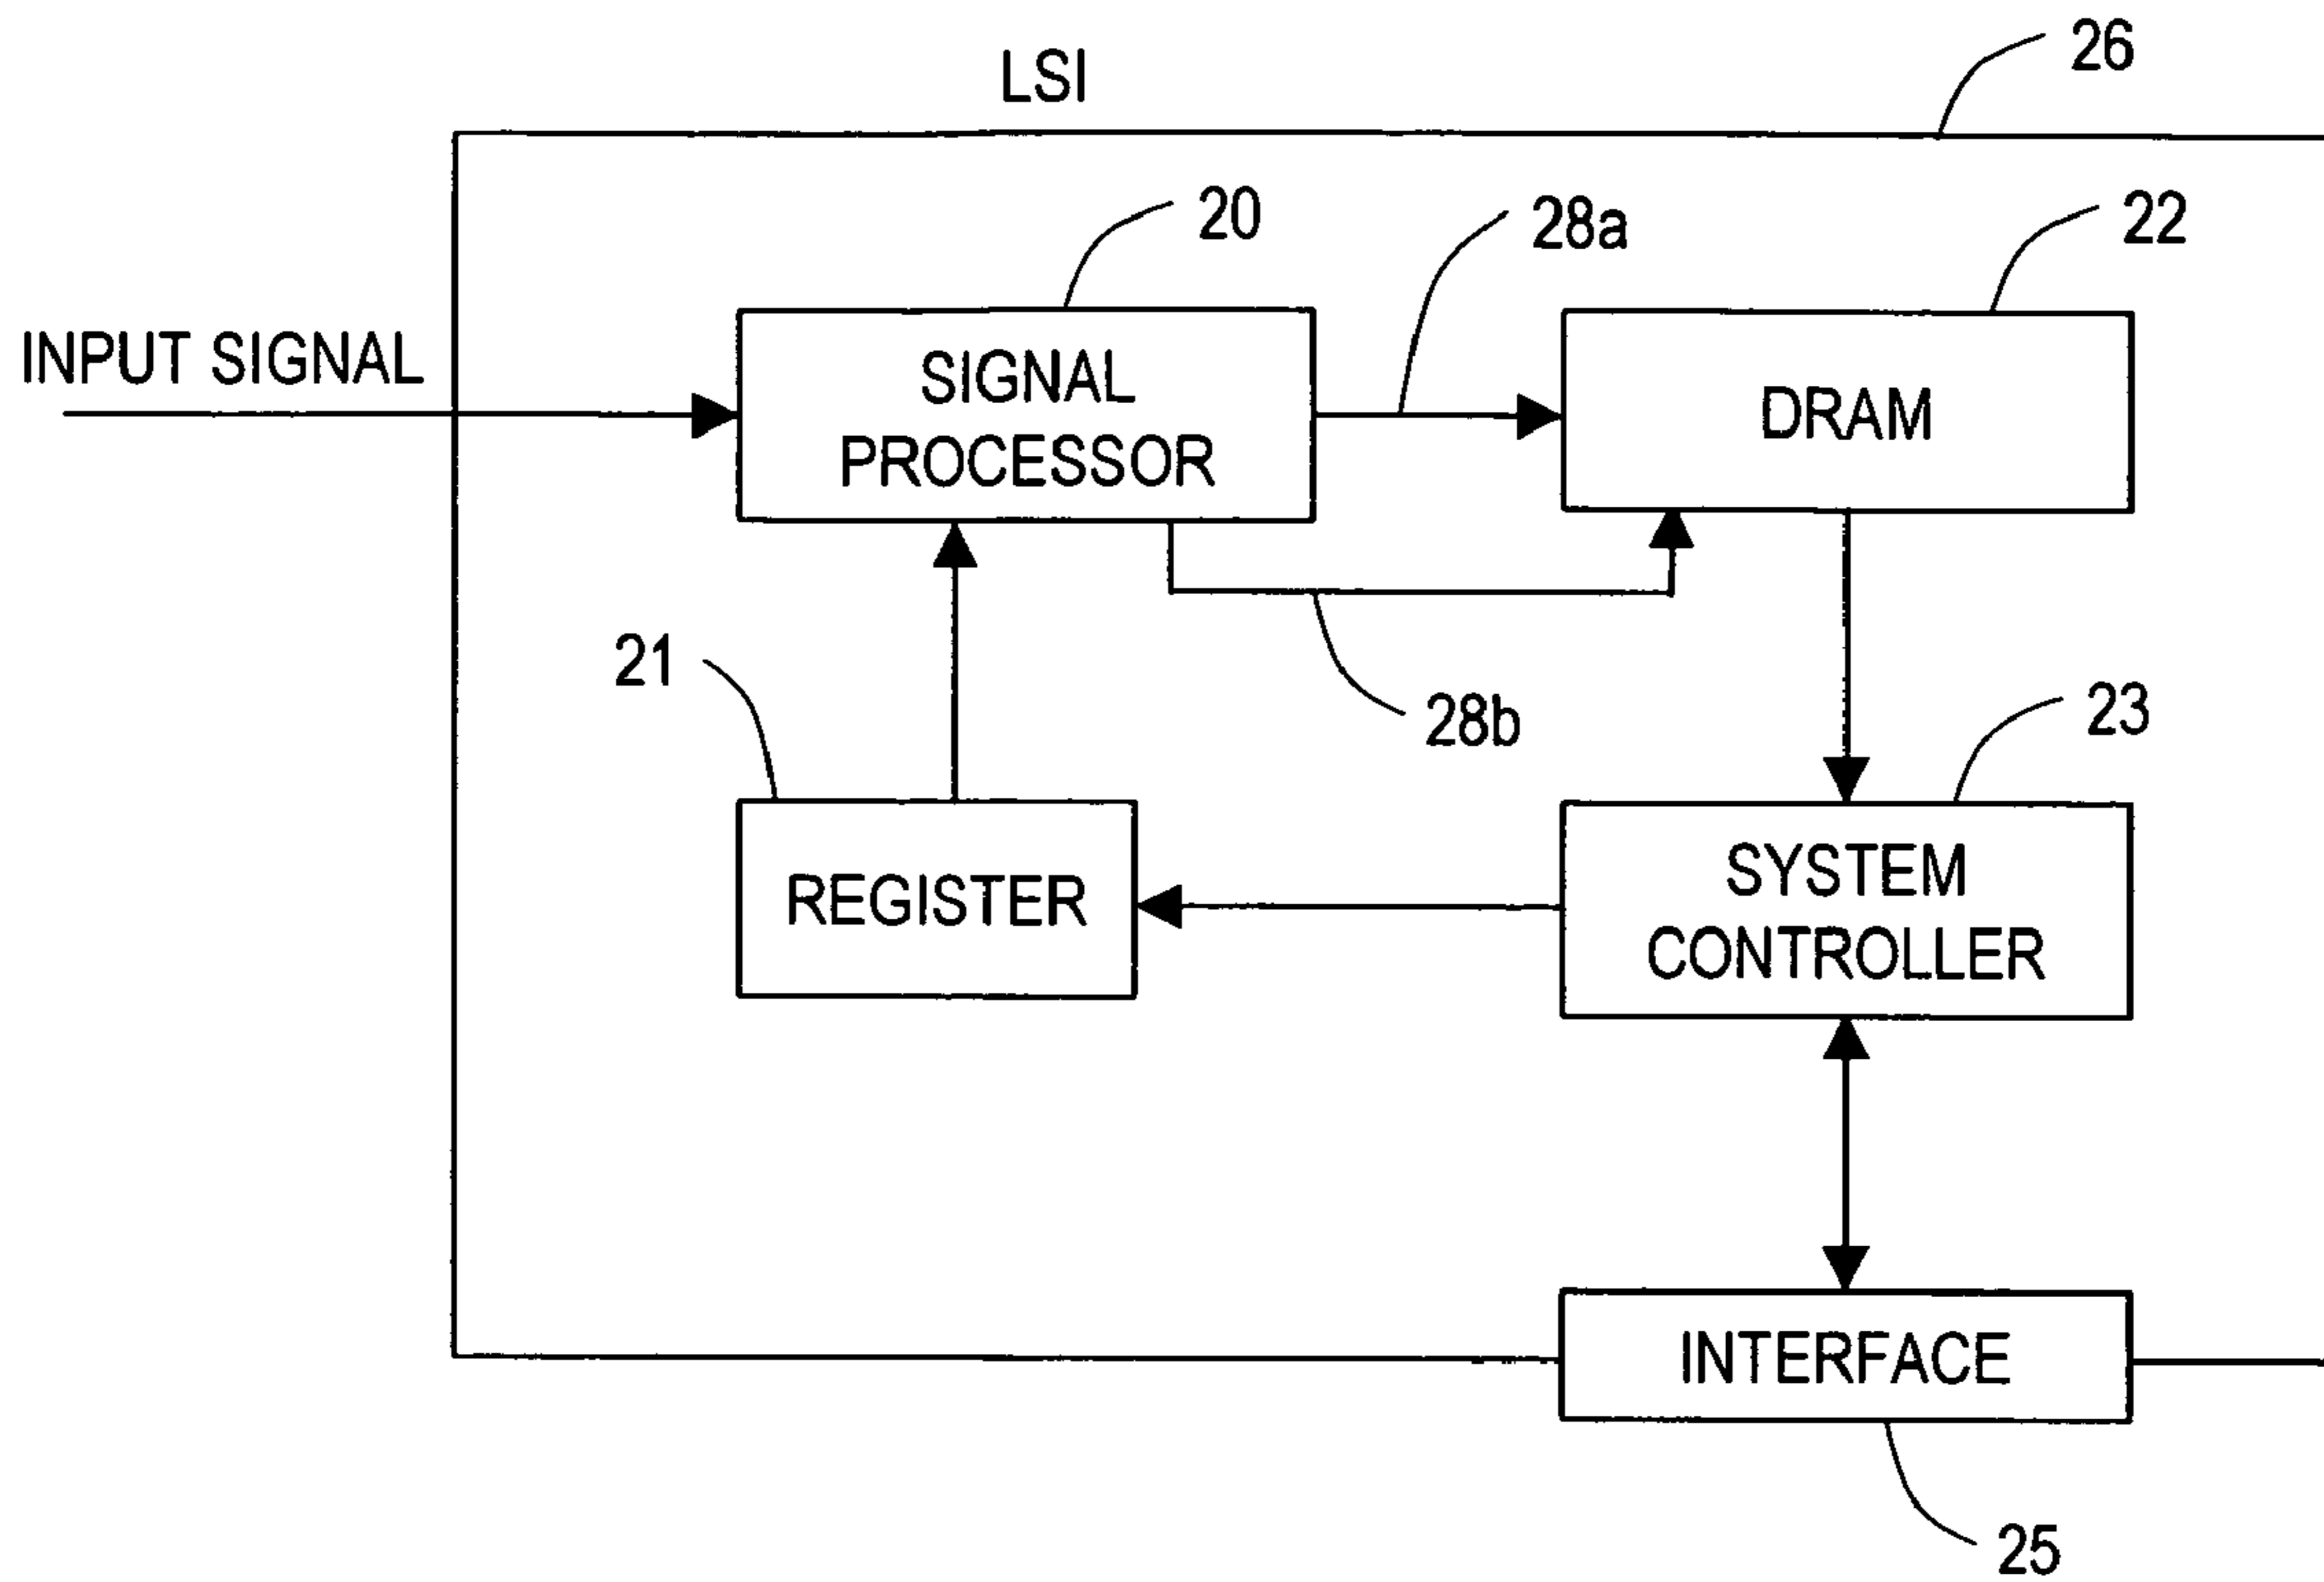 LSI
26
20
28a
22
INPUT SIGNAL
SIGNAL
PROCESSOR
DRAM
21
28b
23
REGISTER
SYSTEM
CONTROLLER
INTERFACE
25